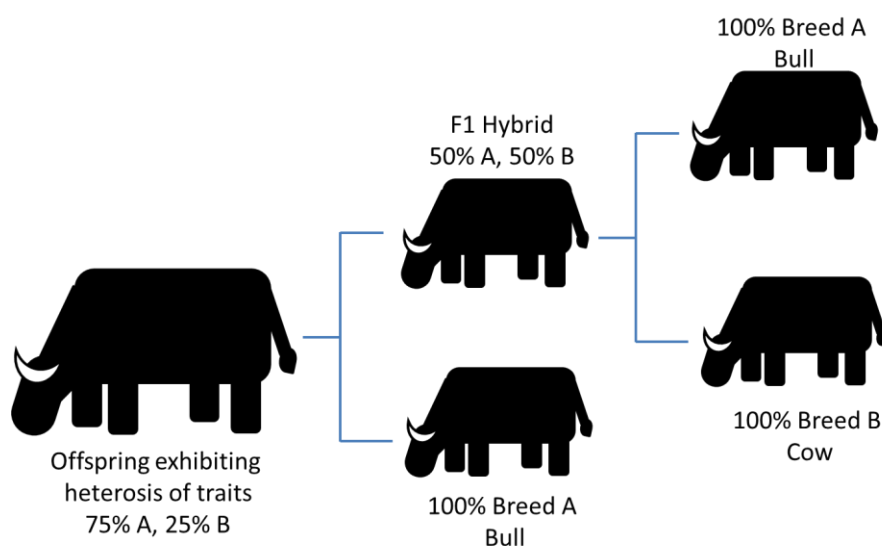 100% Breed A
Bull
F1 Hybrid
50% A, 50% B
100% Breed B
Cow
Offspring exhibiting
heterosis of traits
75% A, 25% B
100% Breed A
Bull